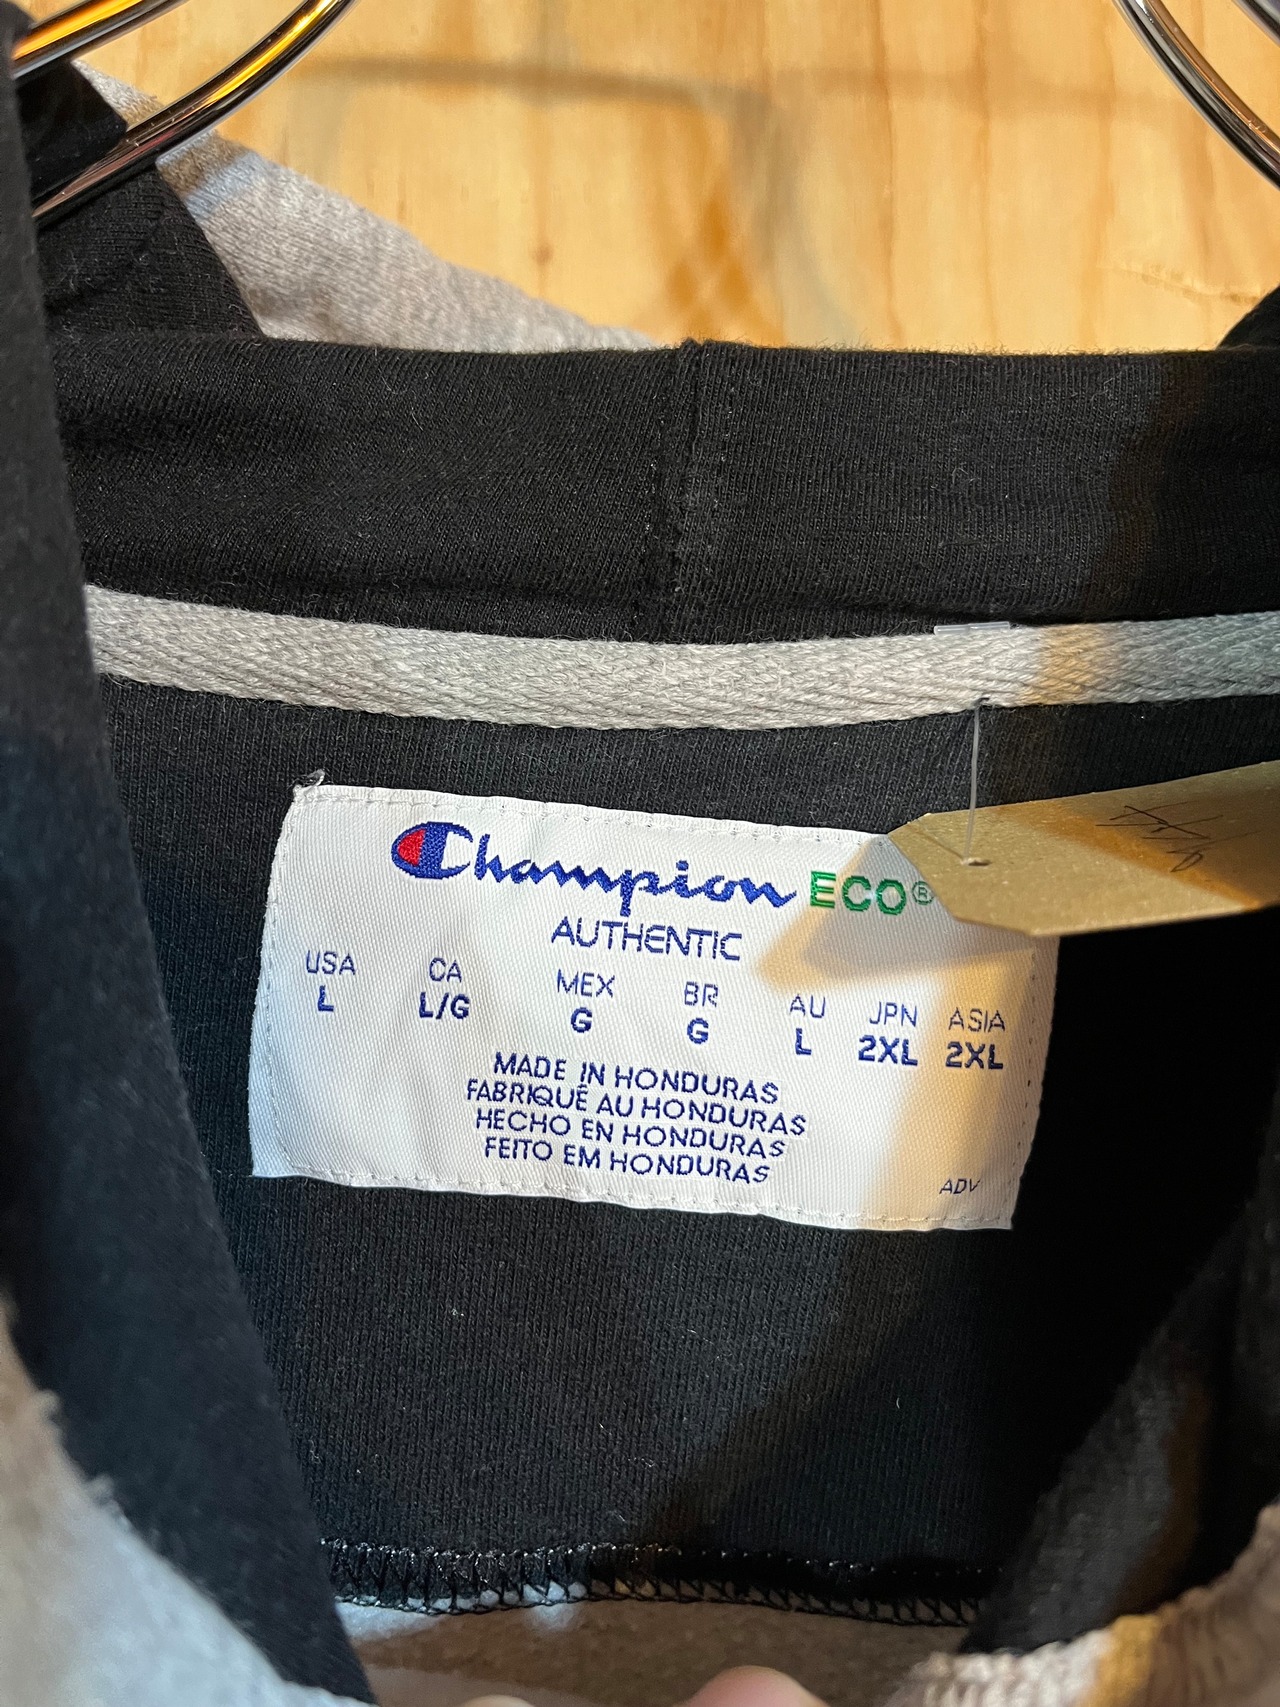 Champion ECO®
AUTHENTIC
USA CA MEX BR AU JPN ASIA
L L/G G G L 2XL 2XL
MADE IN HONDURAS
FABRIQUÉ AU HONDURAS
HECHO EN HONDURAS
FEITO EM HONDURAS
ADV